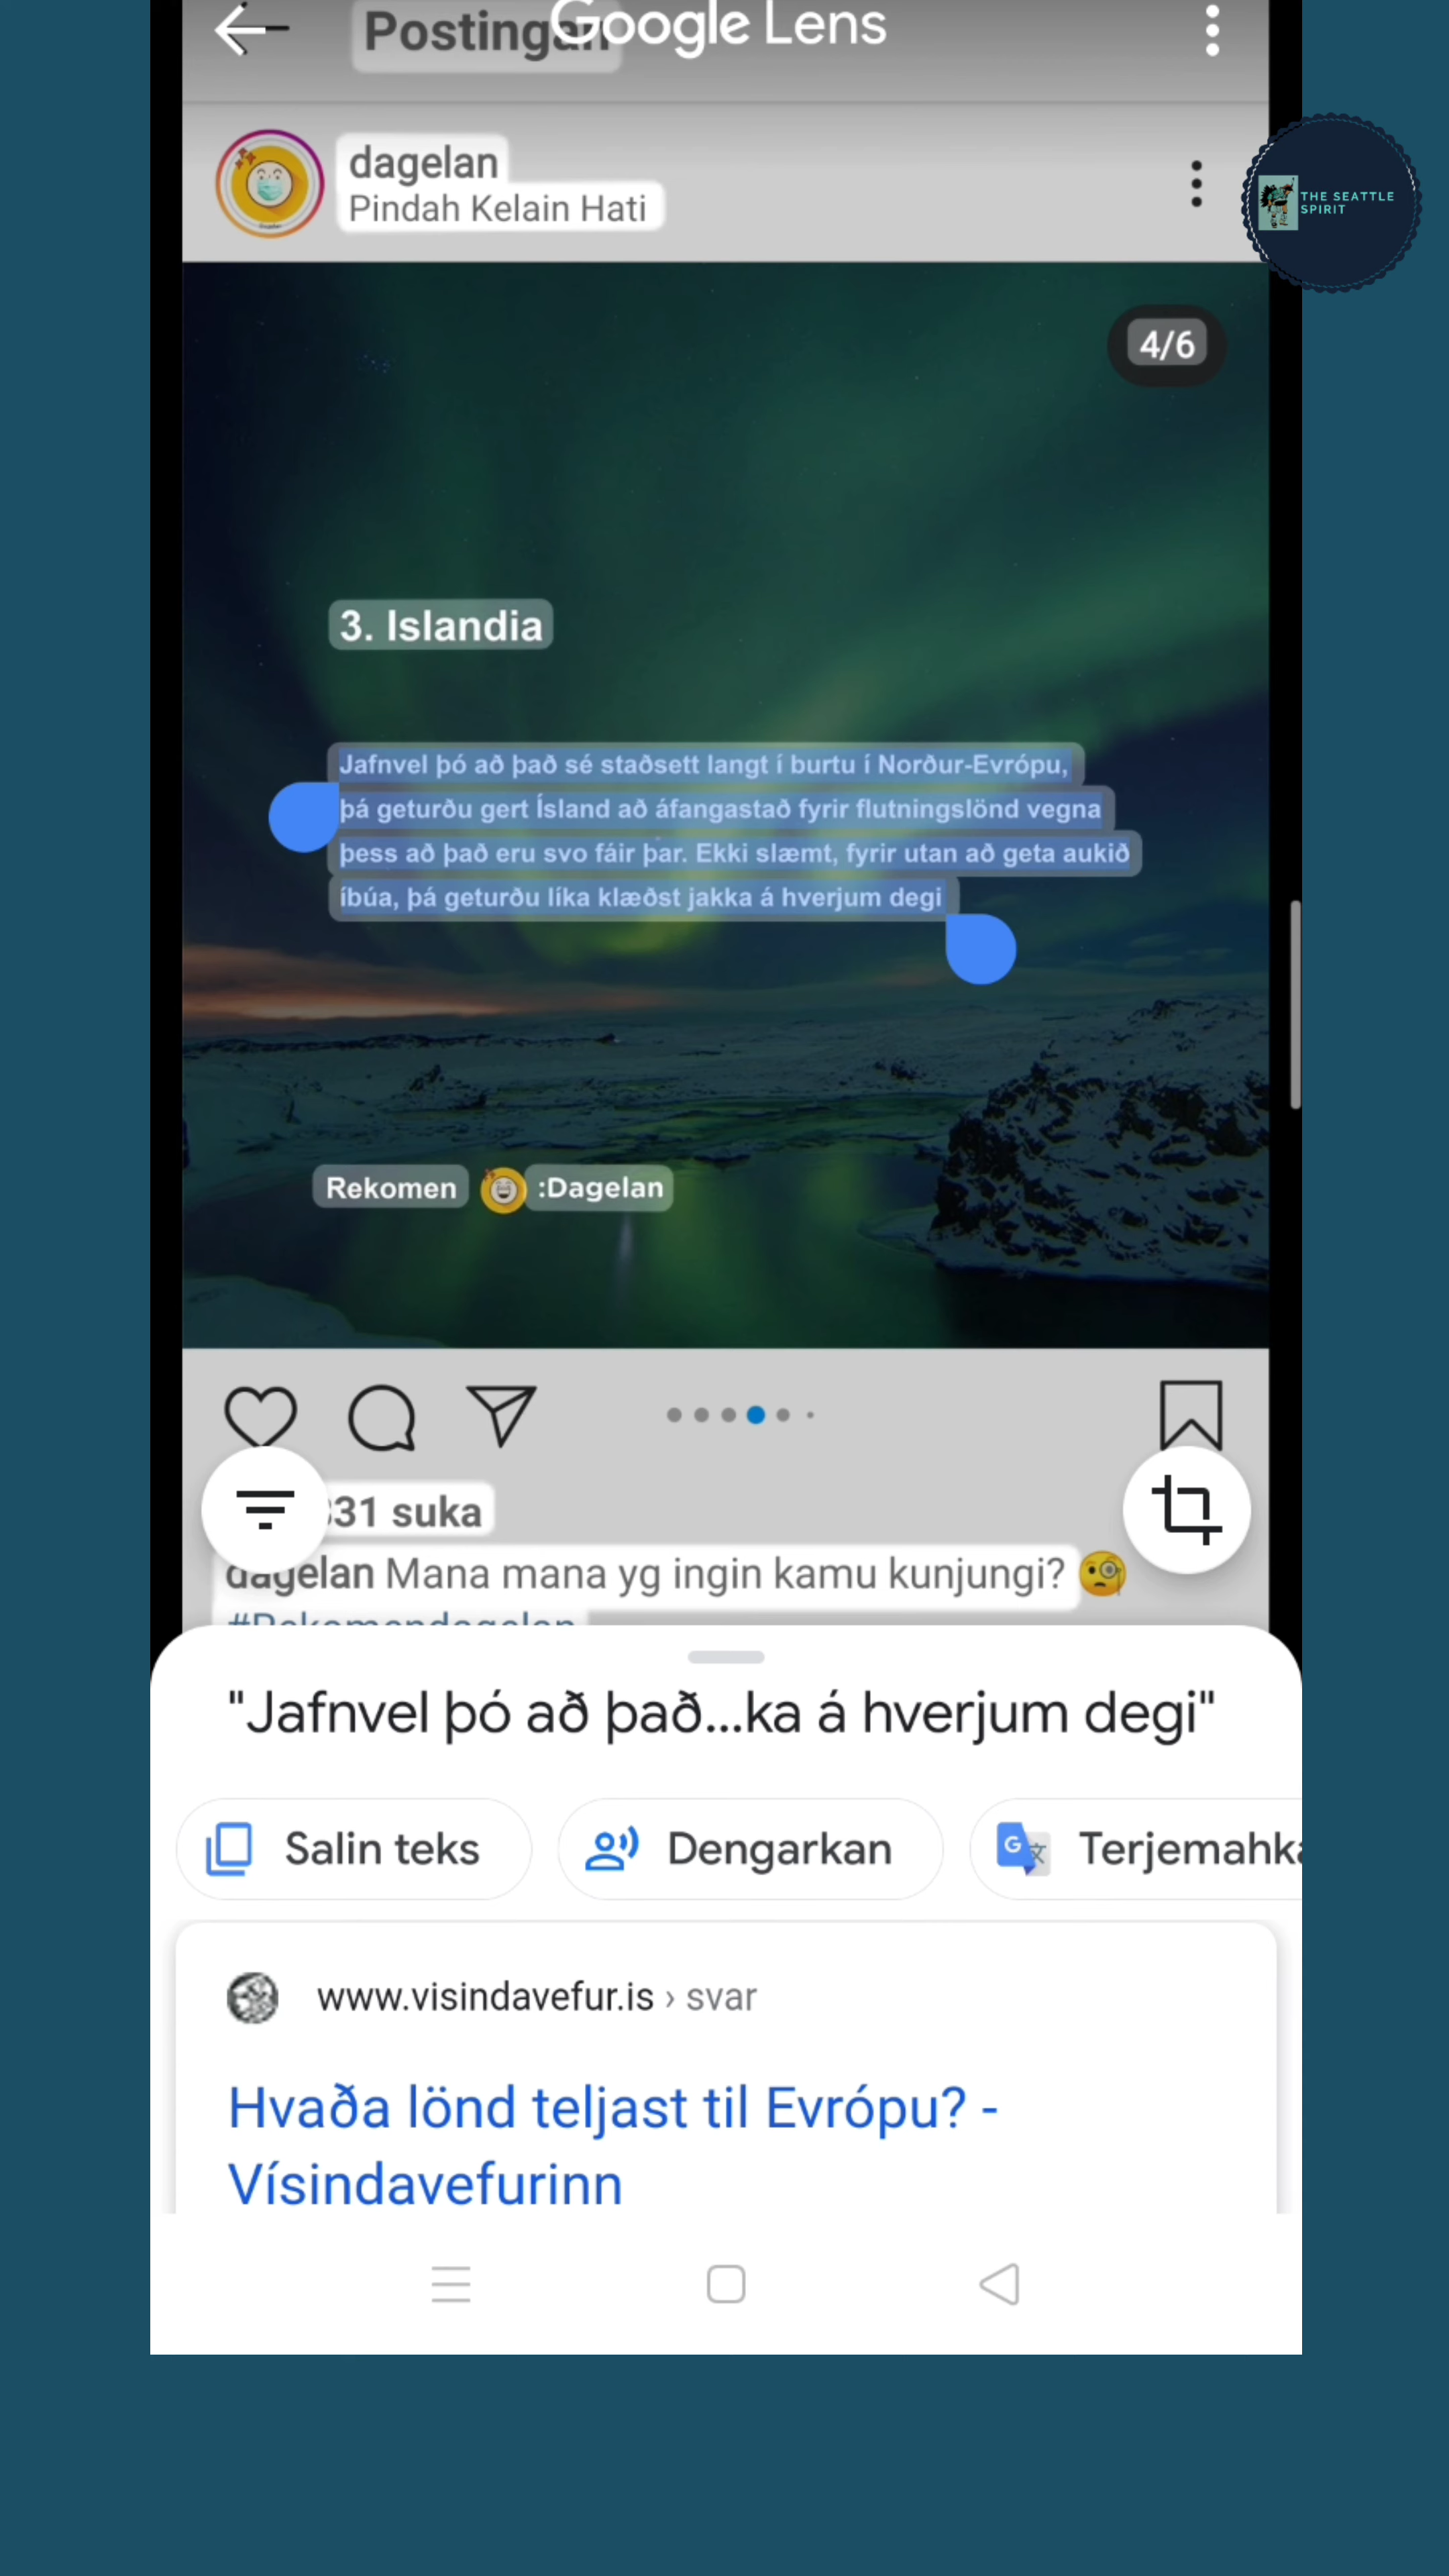 Postingan
Google Lens
dagelan
Pindah Kelain Hati
THE SEATTLE
SPIRIT
4/6
3. Islandia
Jafnvel þó að það sé staðsett langt í burtu í Norður-Evrópu,
þá geturðu gert Ísland að áfangastað fyrir flutningslönd vegna
þess að það eru svo fáir þar. Ekki slæmt, fyrir utan að geta aukið
íbúa, þá geturðu líka klæðst jakka á hverjum degi
Rekomen :Dagelan
31 suka
dagelan Mana mana yg ingin kamu kunjungi? 🧐
#Rekomendagelan
"Jafnvel þó að það...ka á hverjum degi"
Salin teks
Dengarkan
Terjemahka
www.visindavefur.is › svar
Hvaða lönd teljast til Evrópu? -
Vísindavefurinn